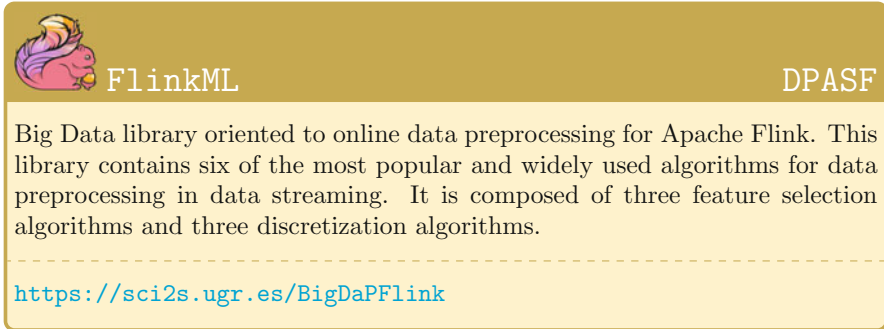 FlinkML DPASF
Big Data library oriented to online data preprocessing for Apache Flink. This
library contains six of the most popular and widely used algorithms for data
preprocessing in data streaming. It is composed of three feature selection
algorithms and three discretization algorithms.
https://sci2s.ugr.es/BigDaPFlink